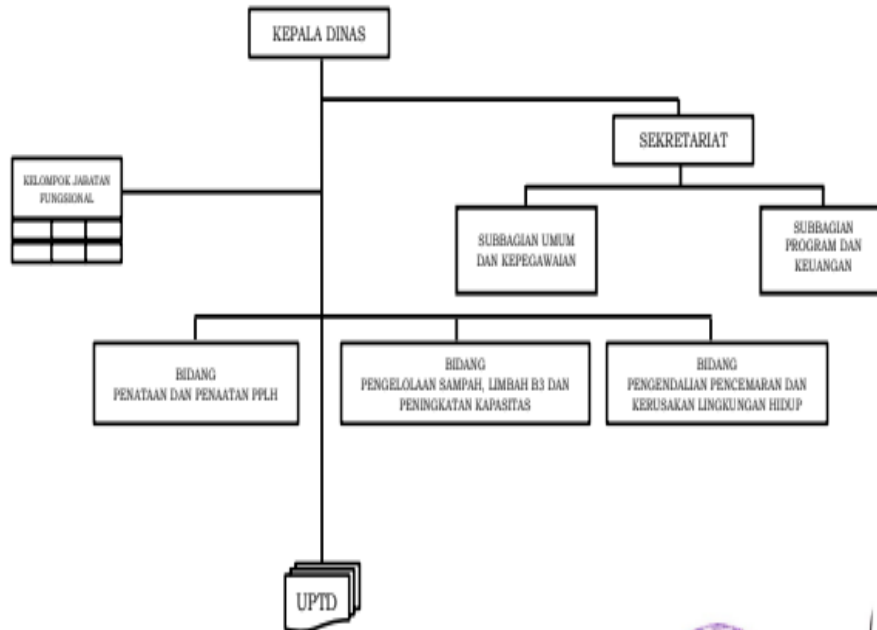 KEPALA DINAS
SEKRETARIAT
KELOMPOK JABATAN
FUNGSIONAL
SUBBAGIAN UMUM
DAN KEPEGAWAIAN
SUBBAGIAN
PROGRAM DAN
KEUANGAN
BIDANG
PENATAAN DAN PENAATAN PPLH
BIDANG
PENGELOLAAN SAMPAH, LIMBAH B3 DAN
PENINGKATAN KAPASITAS
BIDANG
PENGENDALIAN PENCEMARAN DAN
KERUSAKAN LINGKUNGAN HIDUP
UPTD